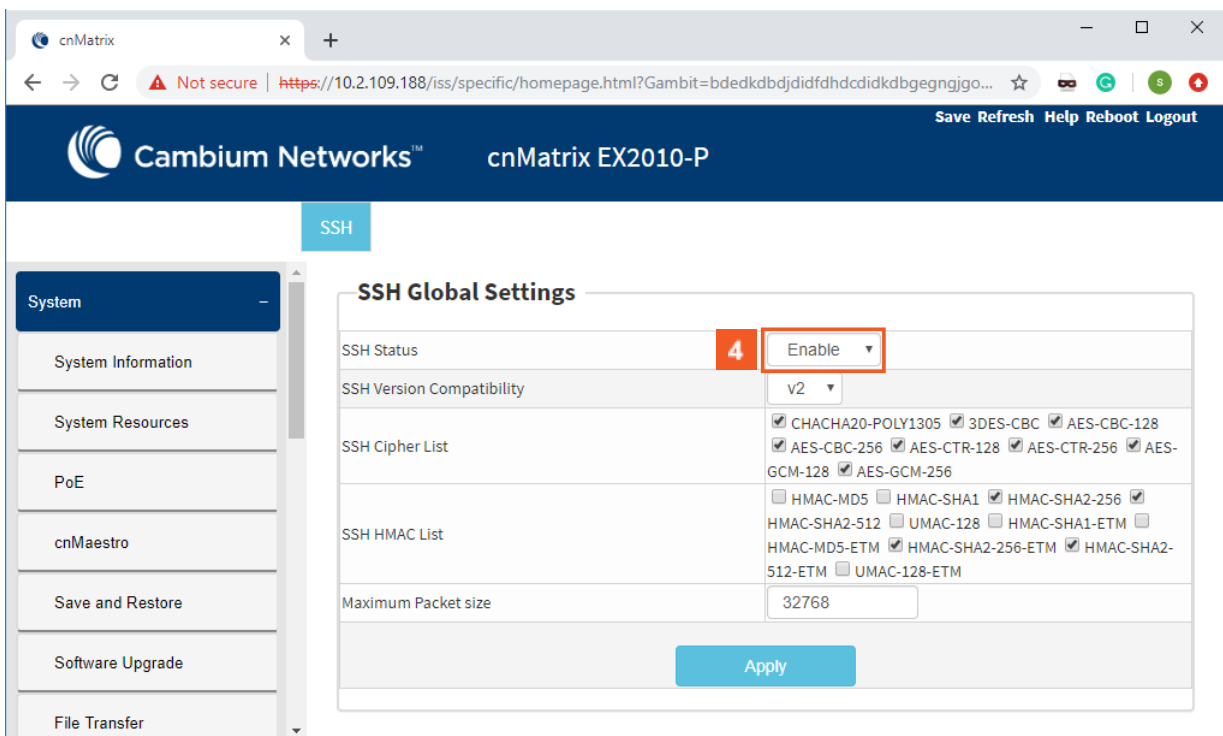 cnMatrix
Not secure | https://10.2.109.188/iss/specific/homepage.html?Gambit=bdedkdbdjdidfdhdcdidkdbgegngjgo...
G
S
Save Refresh Help Reboot Logout
Cambium Networks™
cnMatrix EX2010-P
SSH
System
System Information
System Resources
PoE
cnMaestro
Save and Restore
Software Upgrade
File Transfer
SSH Global Settings
SSH Status
4
Enable
SSH Version Compatibility
v2
SSH Cipher List
CHACHA20-POLY1305 3DES-CBC AES-CBC-128
AES-CBC-256 AES-CTR-128 AES-CTR-256 AES-
GCM-128 AES-GCM-256
SSH HMAC List
HMAC-MD5 HMAC-SHA1 HMAC-SHA2-256
HMAC-SHA2-512 UMAC-128 HMAC-SHA1-ETM
HMAC-MD5-ETM HMAC-SHA2-256-ETM HMAC-SHA2-
512-ETM UMAC-128-ETM
Maximum Packet size
32768
Apply